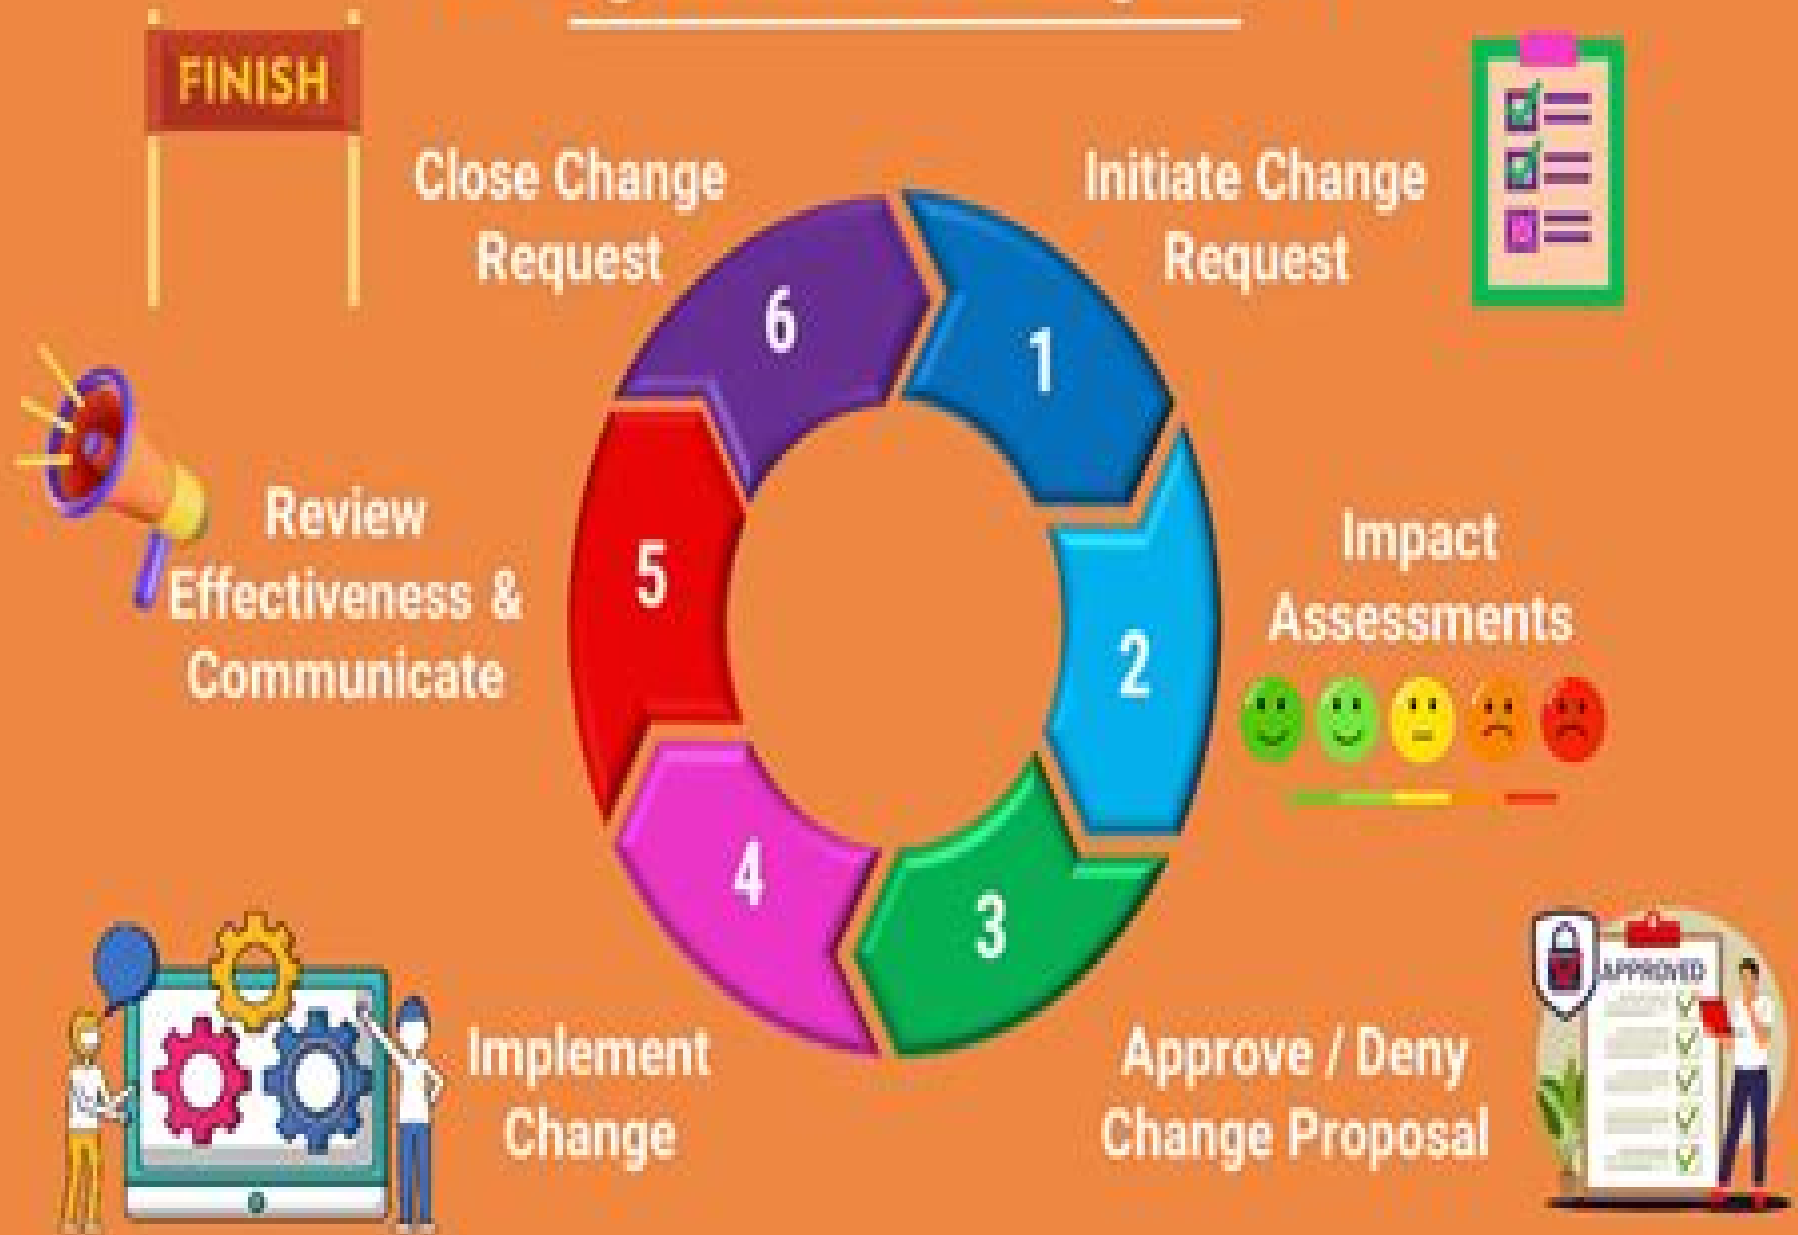 FINISH
Close Change
Request
Initiate Change
Request
6
1
Review
Effectiveness &
Communicate
5
Impact
Assessments
2
4
3
APPROVED
Implement
Change
Approve / Deny
Change Proposal